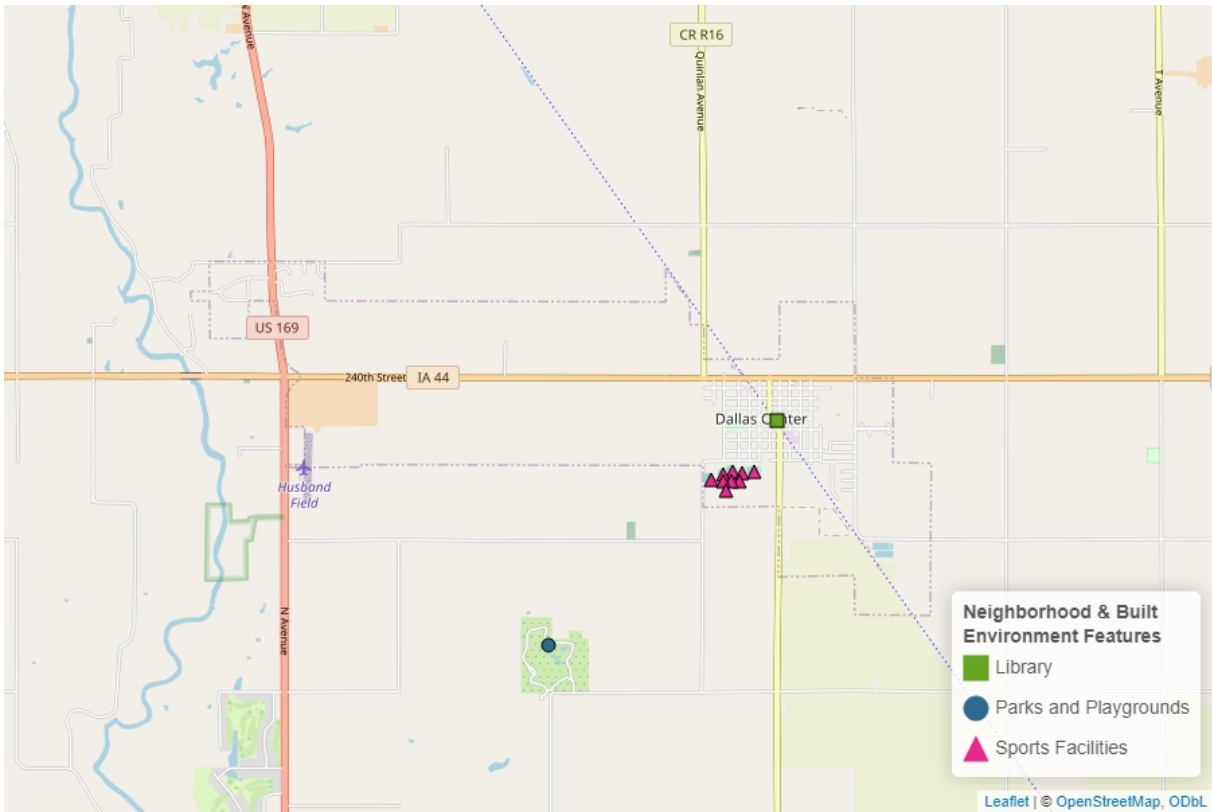 N Avenue
CR R16
Quinlan Avenue
T Avenue
US 169
240th Street
IA 44
Dallas Center
Husband
Field
N Avenue
Neighborhood & Built
Environment Features
Library
Parks and Playgrounds
Sports Facilities
Leaflet | © OpenStreetMap, ODbL